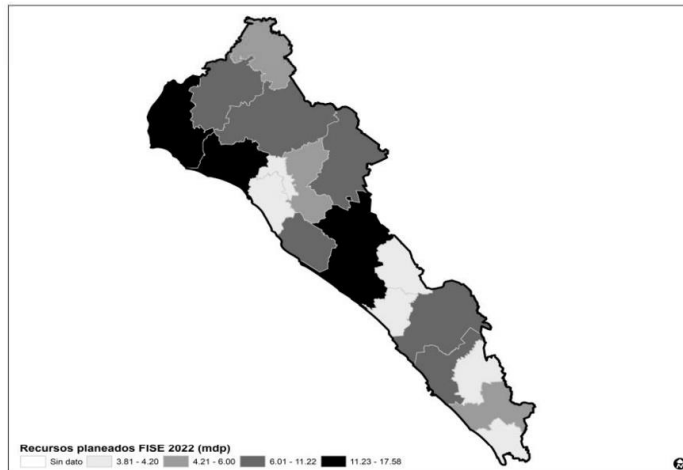 Recursos planeados FISE 2022 (mdp)
Sin dato 3.81 - 4.20 4.21 - 6.00 6.01 - 11.22 11.23 - 17.58